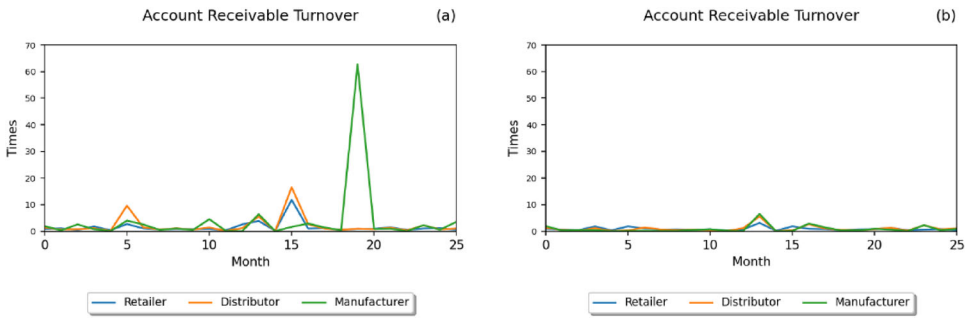 Account Receivable Turnover (a)
70
60
50
40
30
20
10
0
Times
0 5 10 15 20 25
Month
Retailer Distributor Manufacturer
Account Receivable Turnover (b)
70
60
50
40
30
20
10
0
Times
0 5 10 15 20 25
Month
Retailer Distributor Manufacturer